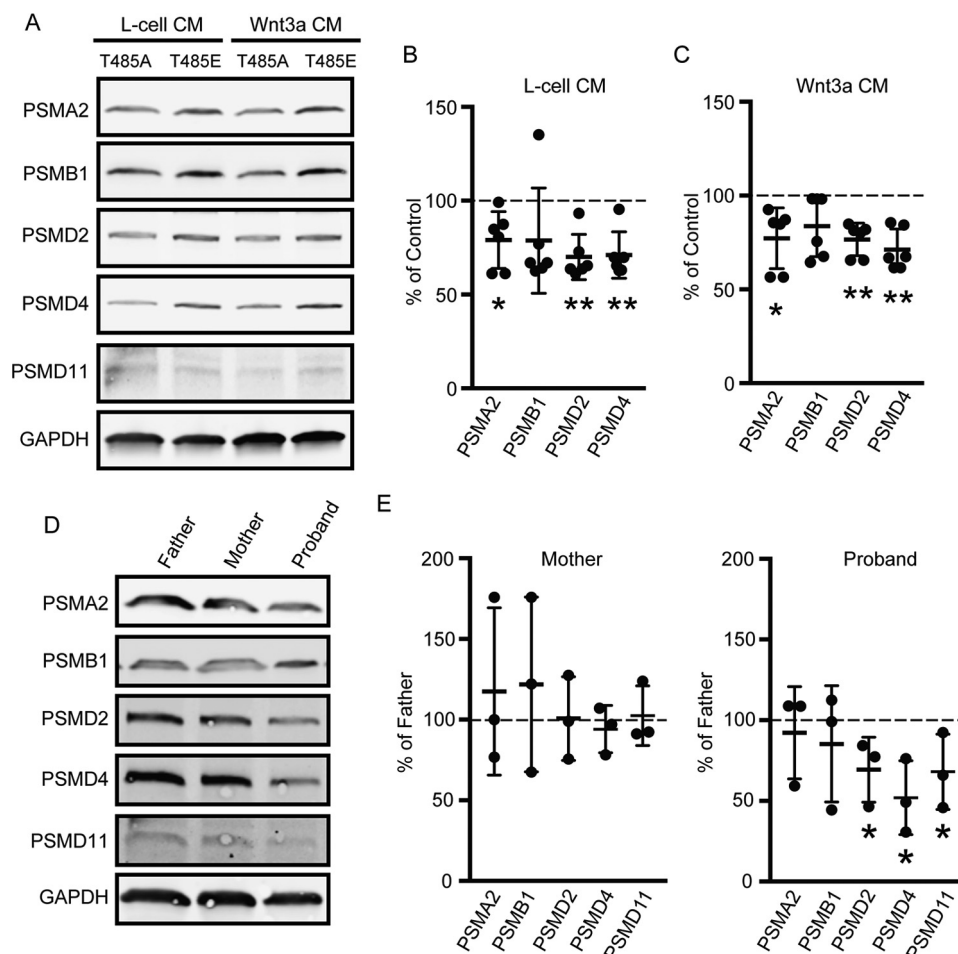 A
L-cell CM Wnt3a CM
T485A T485E T485A T485E
PSMA2
PSMB1
PSMD2
PSMD4
PSMD11
GAPDH
B
L-cell CM
% of Control
150
100
50
0
*
**
**
PSMA2
PSMB1
PSMD2
PSMD4
C
Wnt3a CM
% of Control
150
100
50
0
*
**
**
PSMA2
PSMB1
PSMD2
PSMD4
D
Father Mother Proband
PSMA2
PSMB1
PSMD2
PSMD4
PSMD11
GAPDH
E
Mother
% of Father
200
150
100
50
0
PSMA2
PSMB1
PSMD2
PSMD4
PSMD11
Proband
% of Father
200
150
100
50
0
*
*
*
PSMA2
PSMB1
PSMD2
PSMD4
PSMD11